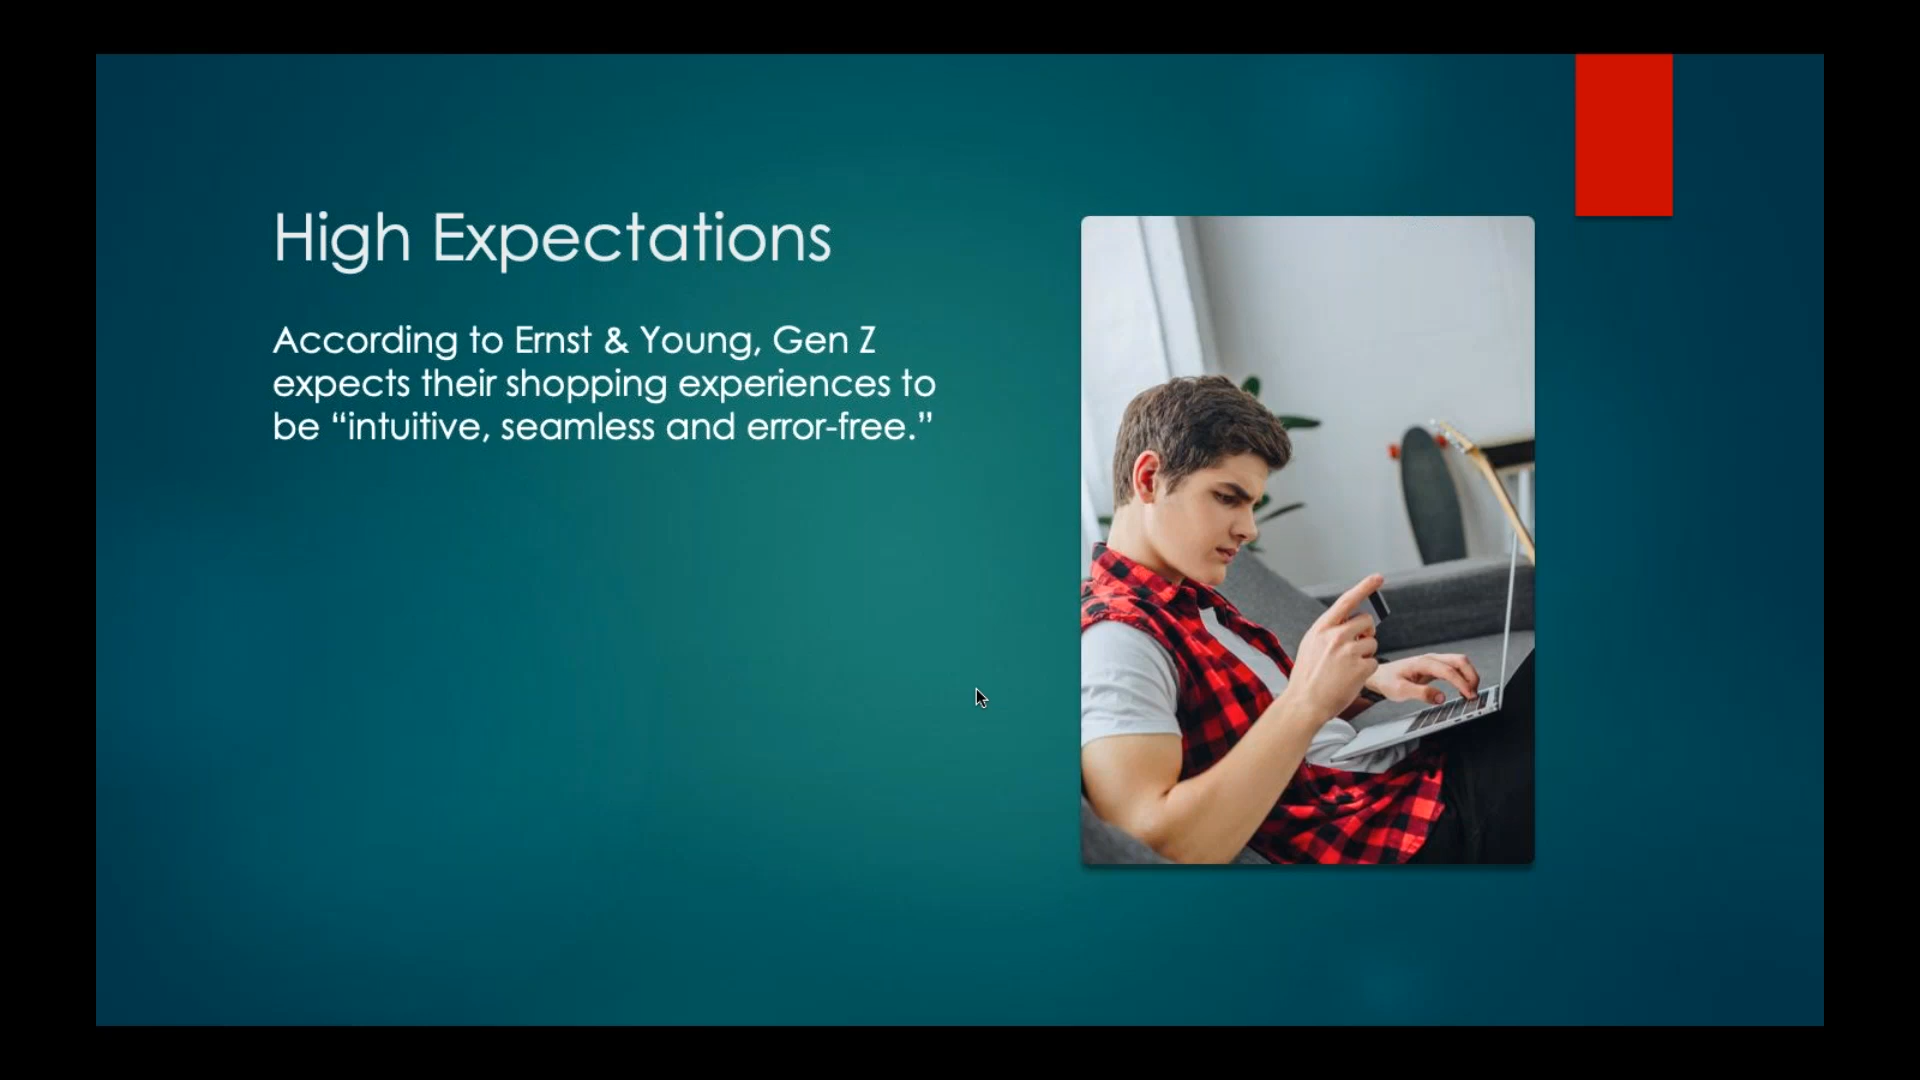 High Expectations
According to Ernst & Young, Gen Z
expects their shopping experiences to
be “intuitive, seamless and error-free.”